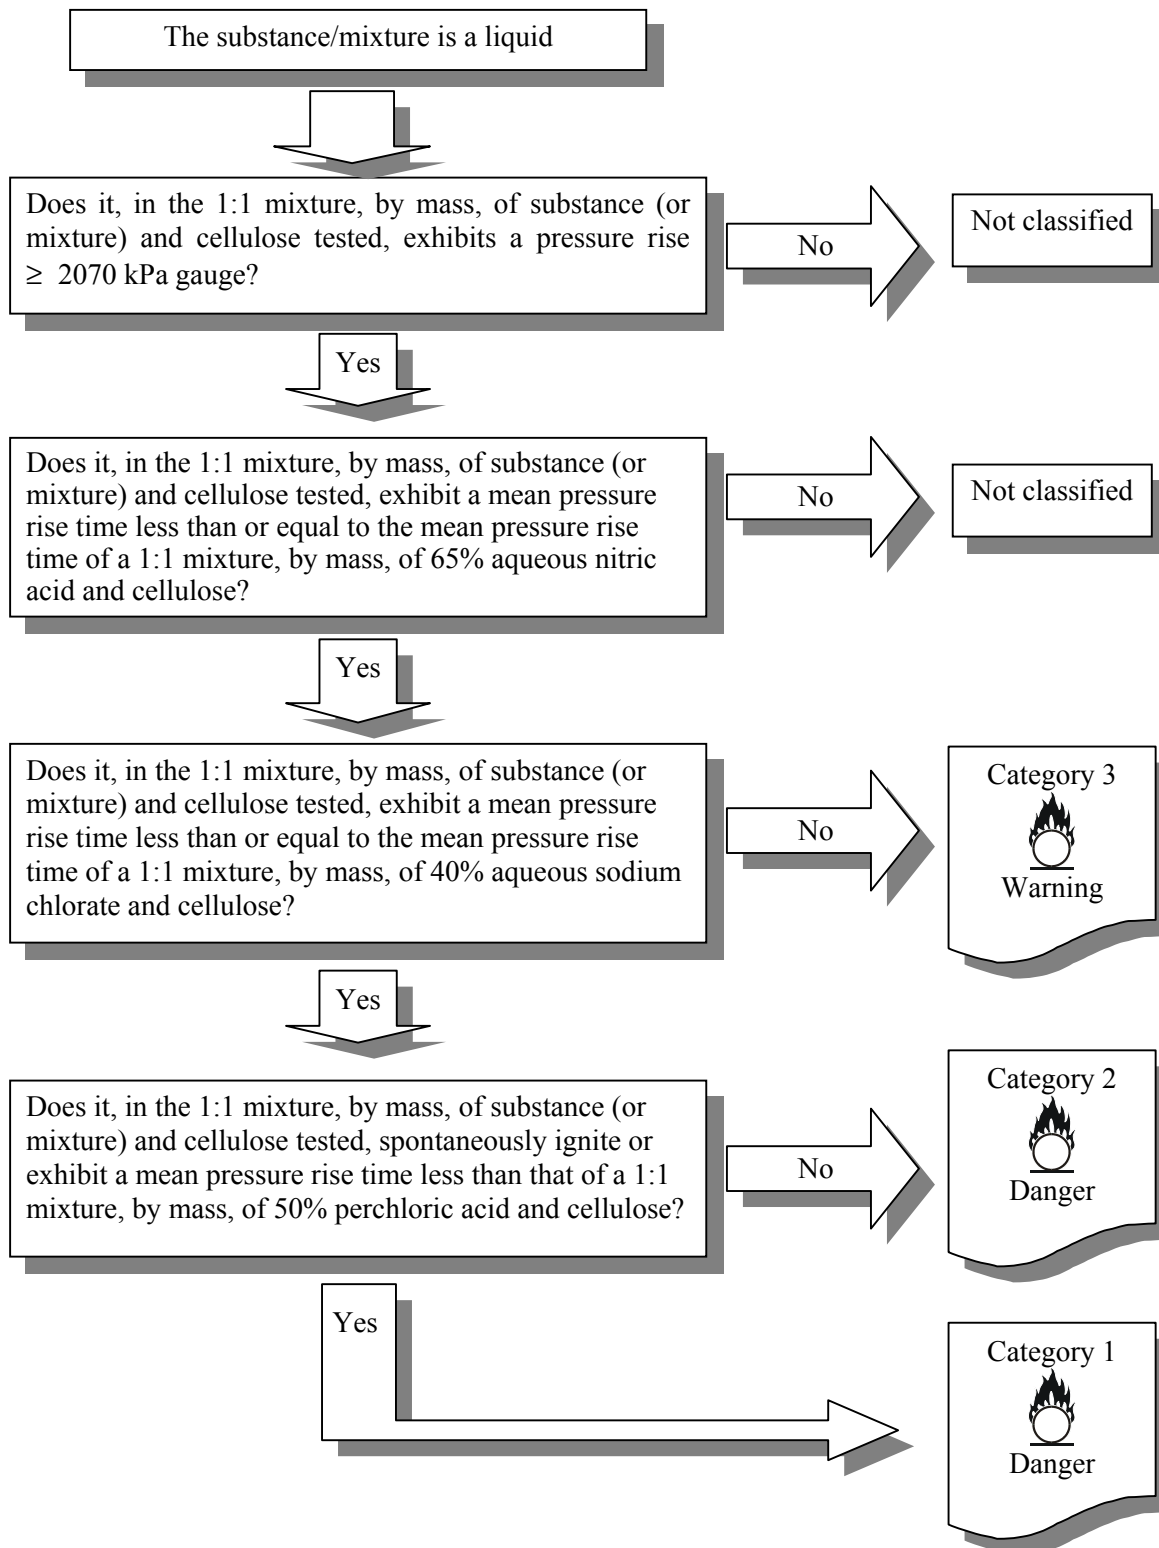 The substance/mixture is a liquid
Does it, in the 1:1 mixture, by mass, of substance (or
mixture) and cellulose tested, exhibits a pressure rise
≥ 2070 kPa gauge?
No
Not classified
Yes
Does it, in the 1:1 mixture, by mass, of substance (or
mixture) and cellulose tested, exhibit a mean pressure
rise time less than or equal to the mean pressure rise
time of a 1:1 mixture, by mass, of 65% aqueous nitric
acid and cellulose?
No
Not classified
Yes
Does it, in the 1:1 mixture, by mass, of substance (or
mixture) and cellulose tested, exhibit a mean pressure
rise time less than or equal to the mean pressure rise
time of a 1:1 mixture, by mass, of 40% aqueous sodium
chlorate and cellulose?
No
Category 3
Warning
Yes
Does it, in the 1:1 mixture, by mass, of substance (or
mixture) and cellulose tested, spontaneously ignite or
exhibit a mean pressure rise time less than that of a 1:1
mixture, by mass, of 50% perchloric acid and cellulose?
No
Category 2
Danger
Yes
Category 1
Danger